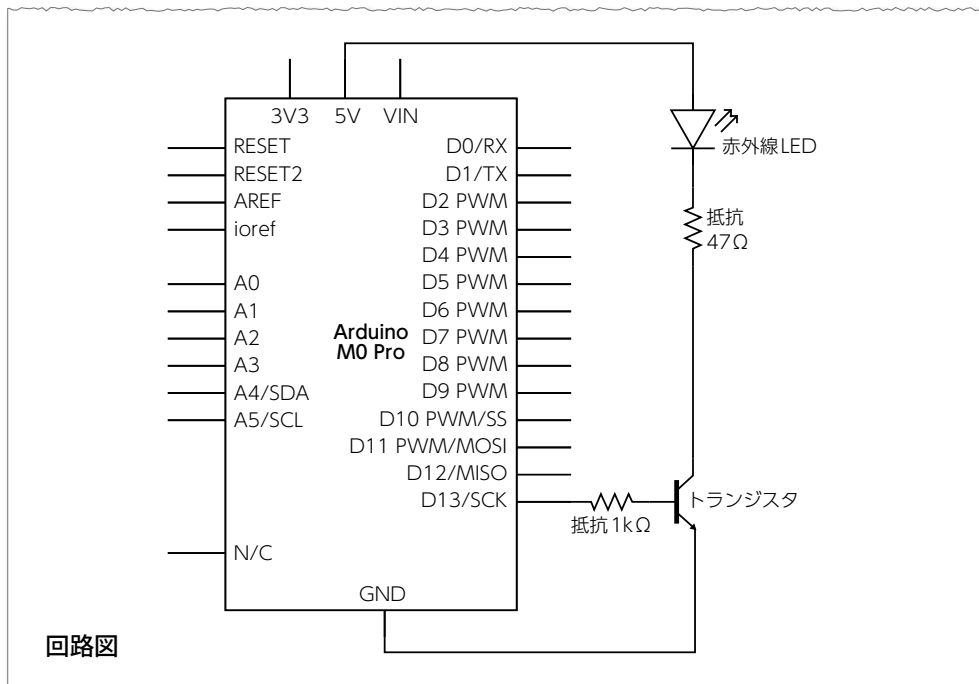 3V3 5V VIN
RESET
RESET2
AREF
ioref
A0
A1
A2
A3
A4/SDA
A5/SCL
N/C
Arduino
M0 Pro
D0/RX
D1/TX
D2 PWM
D3 PWM
D4 PWM
D5 PWM
D6 PWM
D7 PWM
D8 PWM
D9 PWM
D10 PWM/SS
D11 PWM/MOSI
D12/MISO
D13/SCK
GND
赤外線LED
抵抗
47Ω
トランジスタ
抵抗1kΩ
回路図